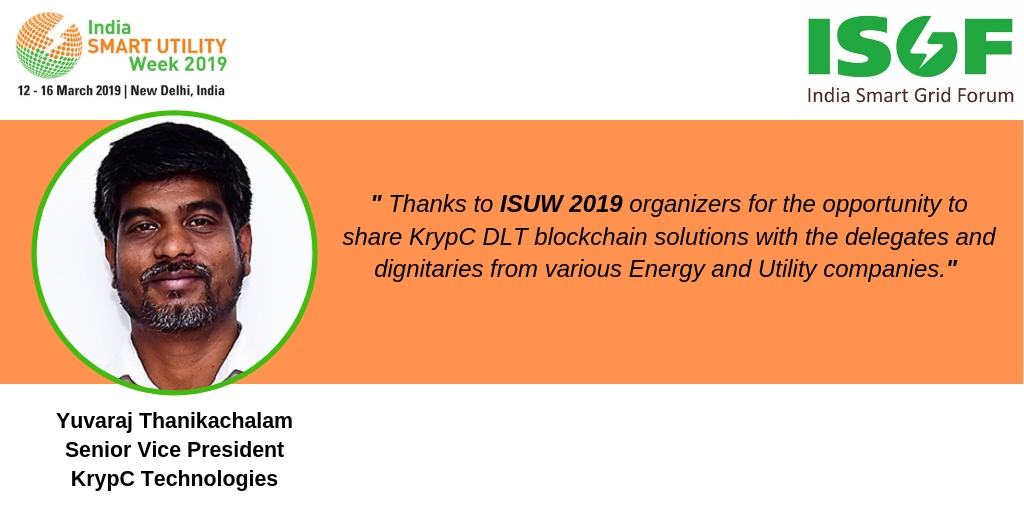 India
SMART UTILITY
Week 2019
12 - 16 March 2019 | New Delhi, India
ISGF
India Smart Grid Forum
" Thanks to ISUW 2019 organizers for the opportunity to
share KrypC DLT blockchain solutions with the delegates and
dignitaries from various Energy and Utility companies."
Yuvaraj Thanikachalam
Senior Vice President
KrypC Technologies